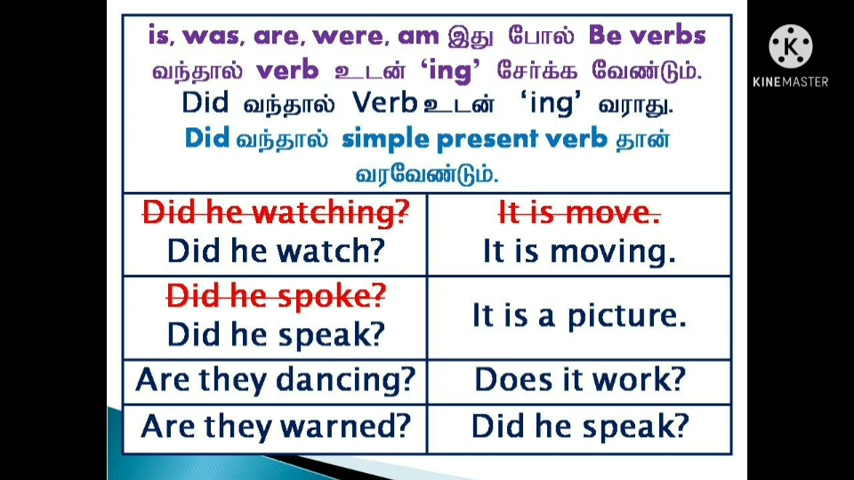 is, was, are, were, am இது போல் Be verbs
வந்தால் verb உடன் ‘ing’ சேர்க்க வேண்டும்.
Did வந்தால் Verb உடன் ‘ing’ வராது.
Did வந்தால் simple present verb தான்
வரவேண்டும்.
Did he watching?
Did he watch?
It is move.
It is moving.
Did he spoke?
Did he speak?
It is a picture.
Are they dancing?
Does it work?
Are they warned?
Did he speak?
K
KINEMASTER